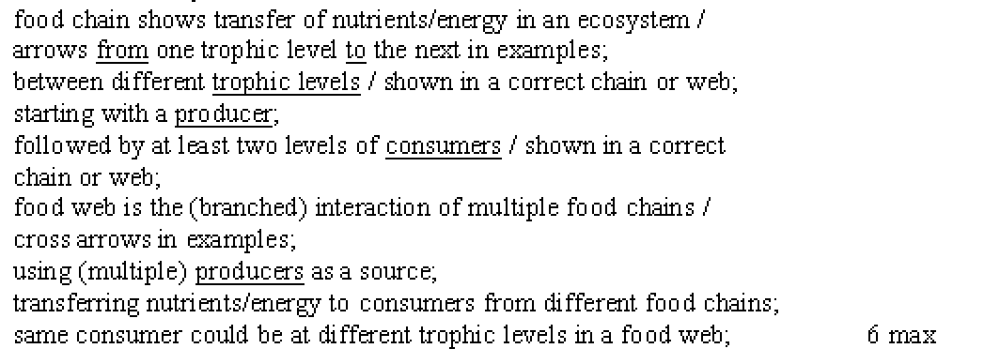 food chain shows transfer of nutrients/energy in an ecosystem /
arrows from one trophic level to the next in examples;
between different trophic levels / shown in a correct chain or web;
starting with a producer;
followed by at least two levels of consumers / shown in a correct
chain or web;
food web is the (branched) interaction of multiple food chains /
cross arrows in examples;
using (multiple) producers as a source;
transferring nutrients/energy to consumers from different food chains;
same consumer could be at different trophic levels in a food web; 6 max